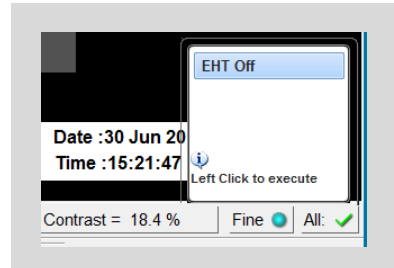 EHT Off
Date :30 Jun 20
Time :15:21:47
Left Click to execute
Contrast = 18.4 % Fine All: